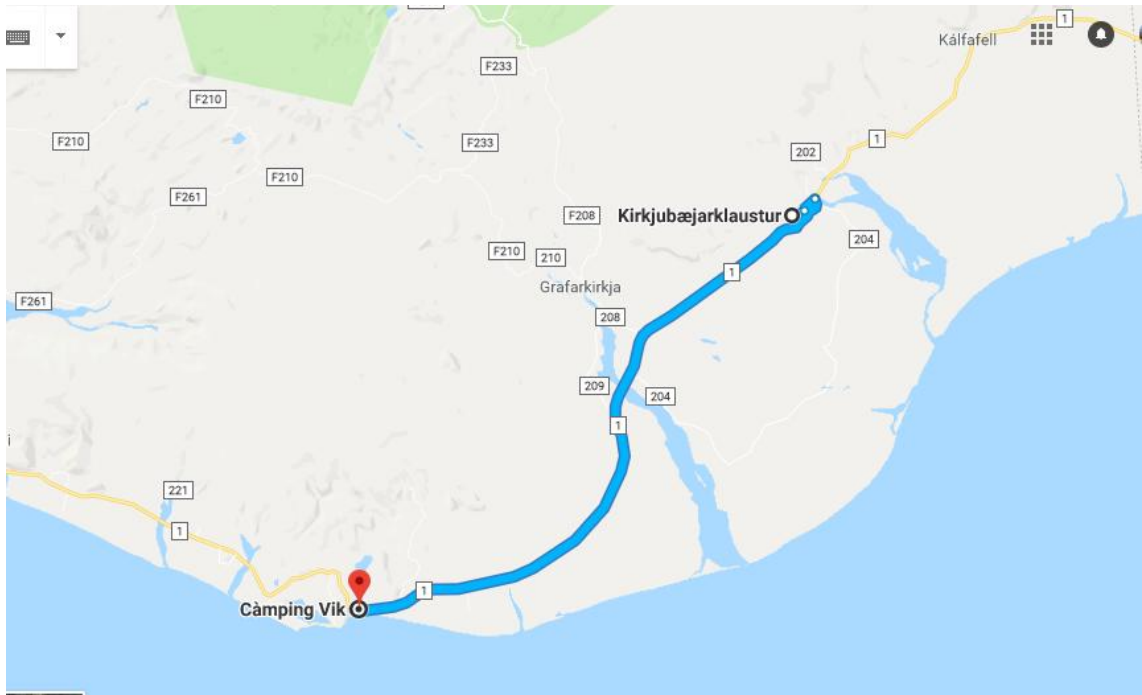 1
Kálfafell
F233
F210
1
F210
F233
202
F210
F261
Kirkjubæjarklaustur
F208
204
F210
210
1
Grafarkirkja
F261
208
209
204
1
i
221
1
1
Càmping Vik